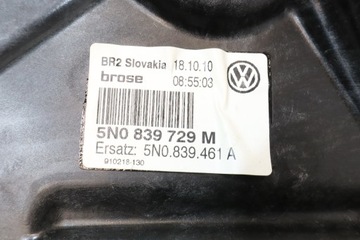 BR2 Slovakia 18.10.10
brose 08:55:03
5N0 839 729 M
Ersatz: 5N0.839.461 A
910218-130